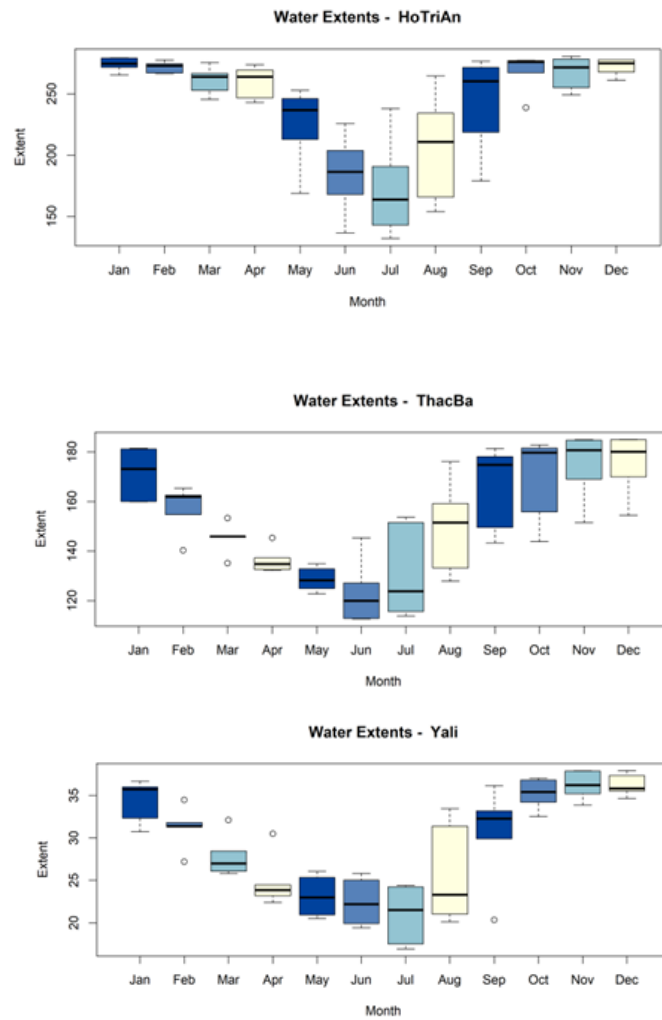 Water Extents - HoTriAn
Extent
250
200
150
Jan Feb Mar Apr May Jun Jul Aug Sep Oct Nov Dec
Month
Water Extents - ThacBa
Extent
180
160
140
120
Jan Feb Mar Apr May Jun Jul Aug Sep Oct Nov Dec
Month
Water Extents - Yali
Extent
35
30
25
20
Jan Feb Mar Apr May Jun Jul Aug Sep Oct Nov Dec
Month